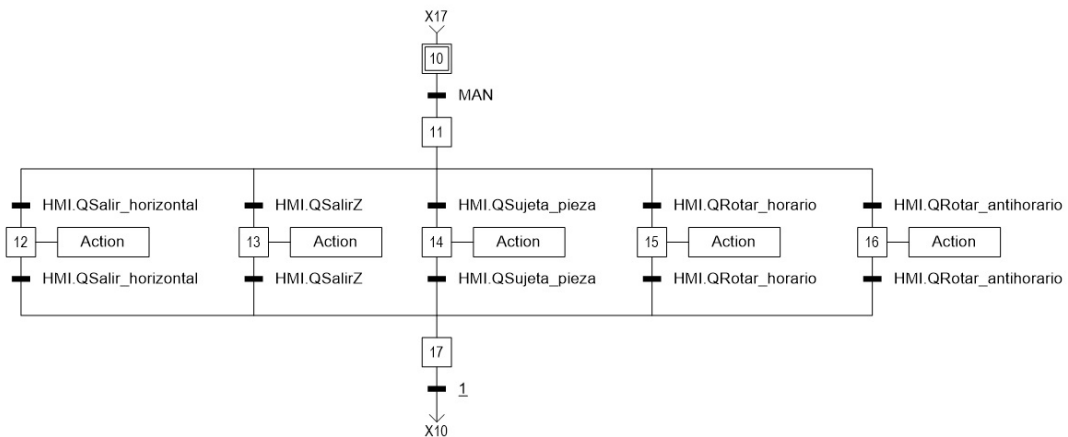 X17
10
MAN
11
HMI.QSalir_horizontal HMI.QSalirZ HMI.QSujeta_pieza HMI.QRotar_horario HMI.QRotar_antihorario
12 Action 13 Action 14 Action 15 Action 16 Action
HMI.QSalir_horizontal HMI.QSalirZ HMI.QSujeta_pieza HMI.QRotar_horario HMI.QRotar_antihorario
17
1
X10